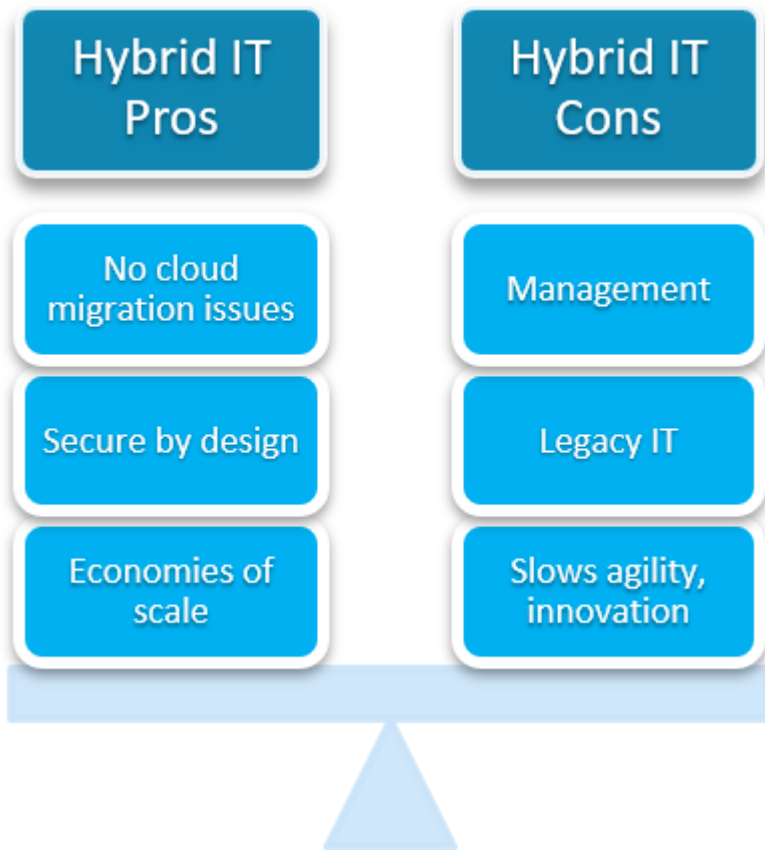 Hybrid IT
Pros
No cloud
migration issues
Secure by design
Economies of
scale
Hybrid IT
Cons
Management
Legacy IT
Slows agility,
innovation